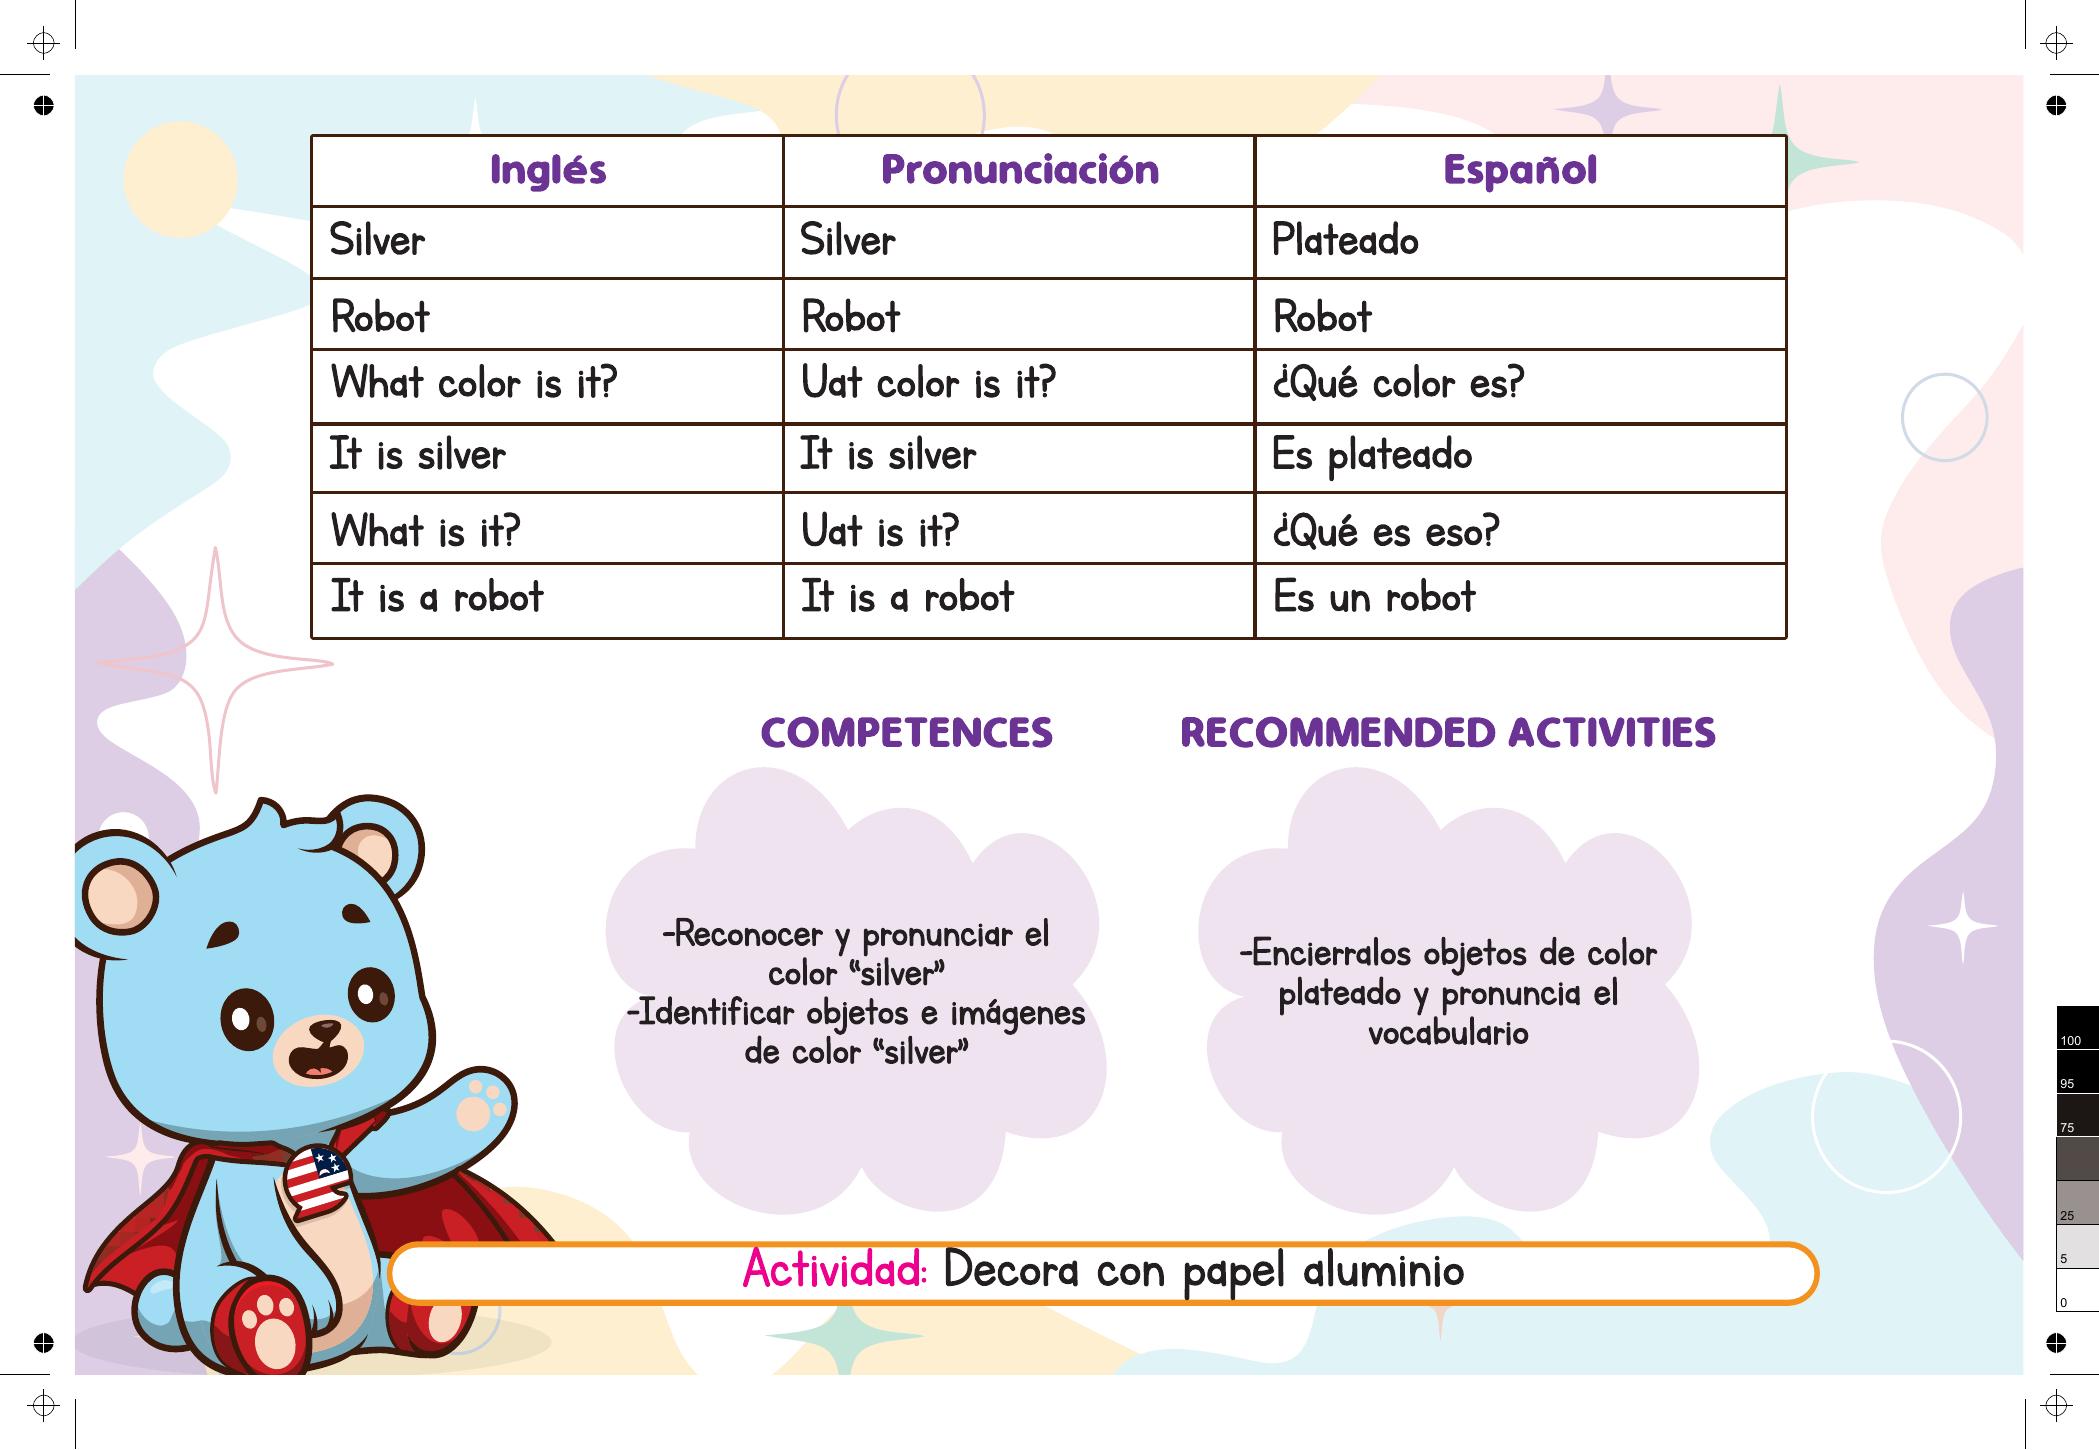 Inglés Pronunciación Español
Silver Silver Plateado
Robot Robot Robot
What color is it? Uat color is it? ¿Qué color es?
It is silver It is silver Es plateado
What is it? Uat is it? ¿Qué es eso?
It is a robot It is a robot Es un robot
COMPETENCES
-Reconocer y pronunciar el
color “silver”
-Identificar objetos e imágenes
de color “silver”
RECOMMENDED ACTIVITIES
-Encierralos objetos de color
plateado y pronuncia el
vocabulario
Actividad: Decora con papel aluminio
100
95
75
25
5
0